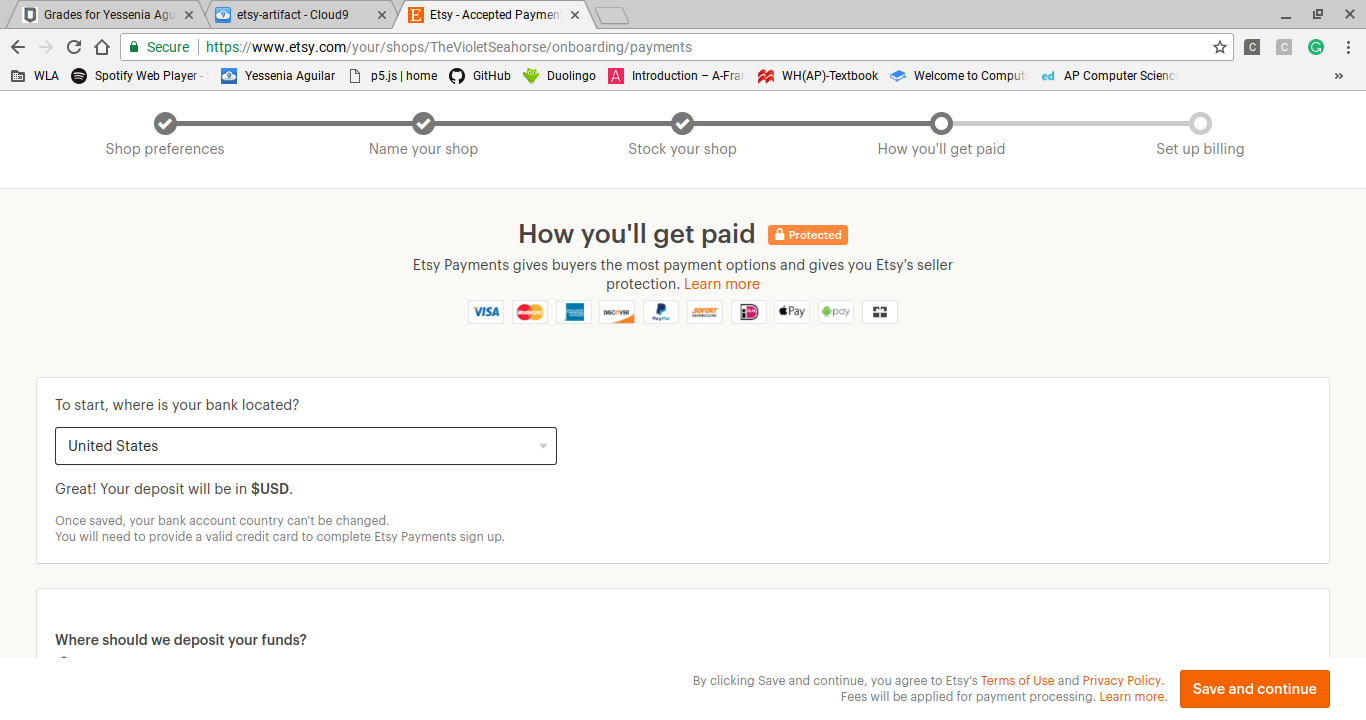 Grades for Yessenia Agu
etsy-artifact - Cloud9
Etsy - Accepted Paymen
Secure
https://www.etsy.com/your/shops/TheVioletSeahorse/onboarding/payments
C
C
G
WLA
Spotify Web Player -
Yessenia Aguilar
p5.js | home
GitHub
Duolingo
A
Introduction – A-Fra
WH(AP)-Textbook
Welcome to Comput
ed
AP Computer Science
»
Shop preferences
Name your shop
Stock your shop
How you'll get paid
Set up billing
How you'll get paid
Protected
Etsy Payments gives buyers the most payment options and gives you Etsy's seller
protection. Learn more
VISA
MasterCard
AMERICAN EXPRESS
DISCOVER
PayPal
SOFORT
iDEAL
Pay
pay
To start, where is your bank located?
United States
Great! Your deposit will be in $USD.
Once saved, your bank account country can't be changed.
You will need to provide a valid credit card to complete Etsy Payments sign up.
Where should we deposit your funds?
By clicking Save and continue, you agree to Etsy's Terms of Use and Privacy Policy.
Fees will be applied for payment processing. Learn more.
Save and continue